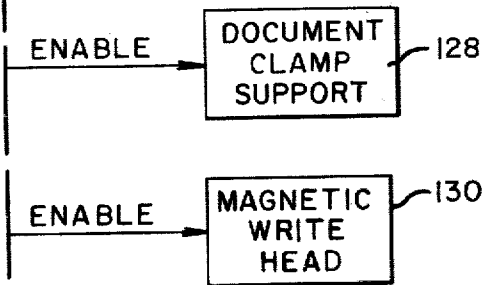 ENABLE
DOCUMENT
CLAMP
SUPPORT
128
ENABLE
MAGNETIC
WRITE
HEAD
130